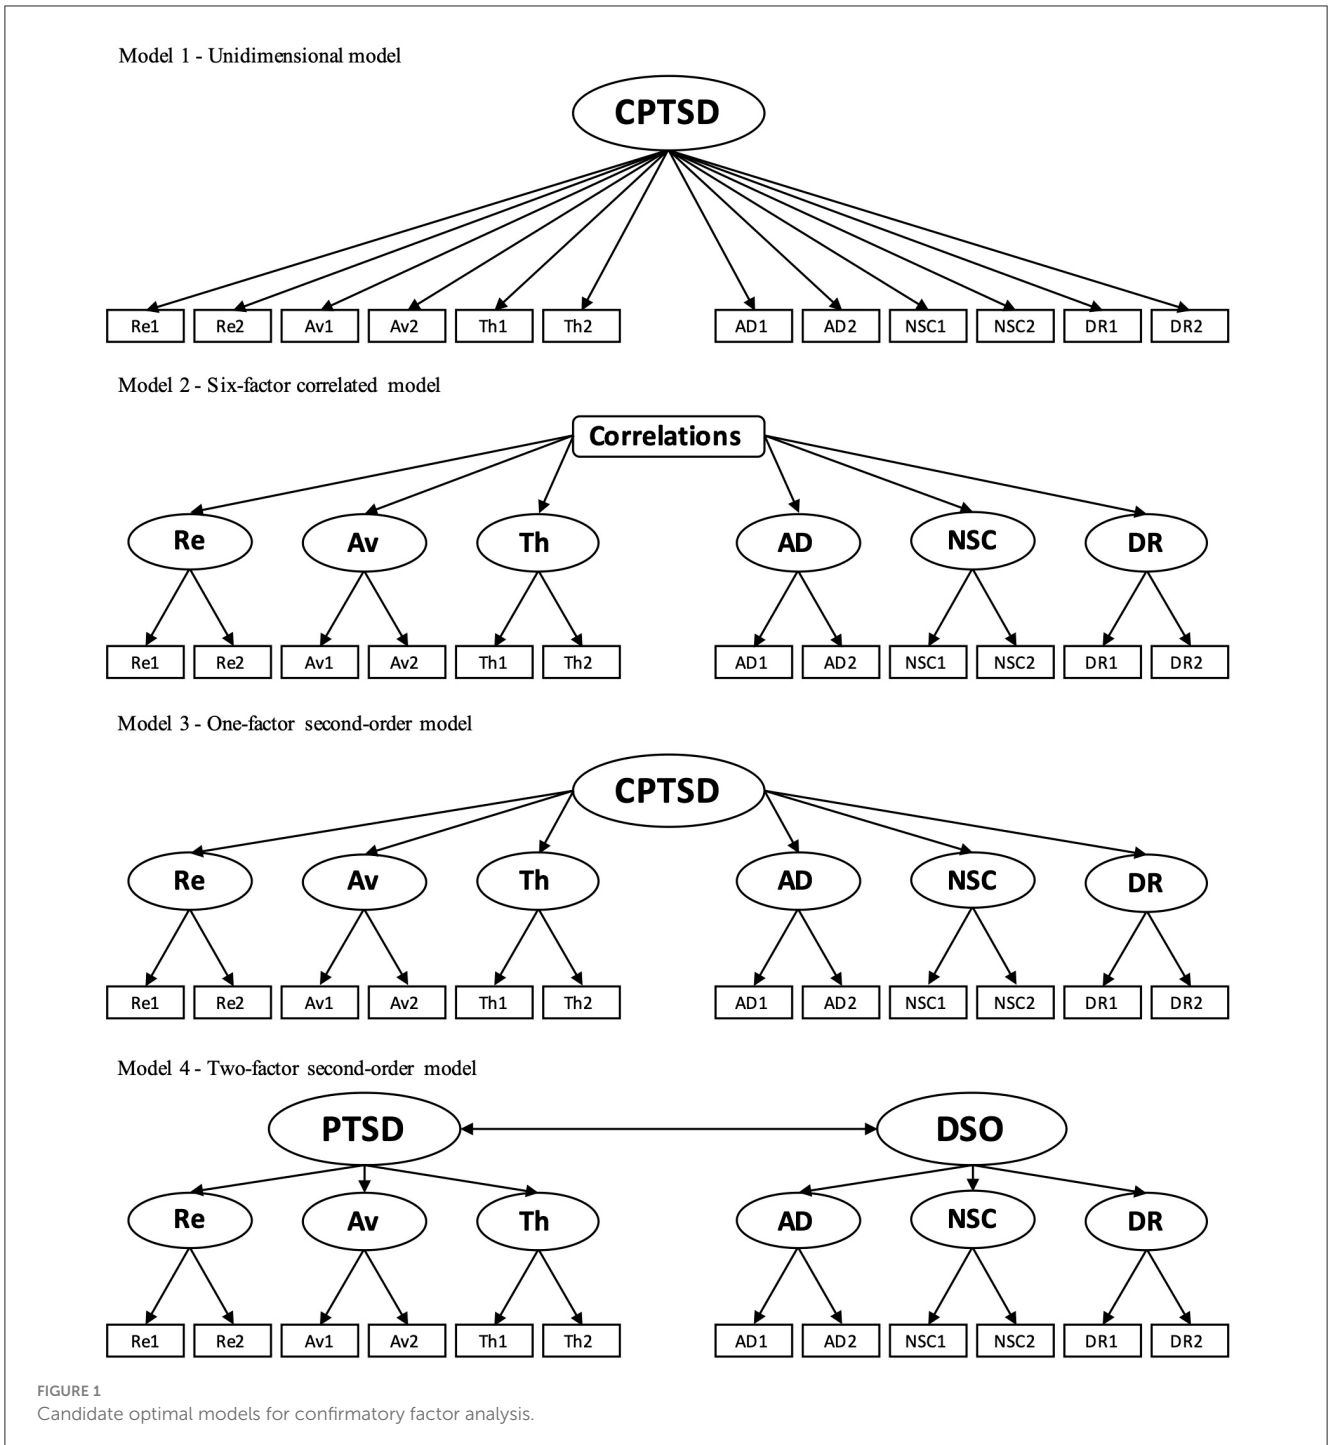 Model 1 - Unidimensional model
CPTSD
Re1 Re2 Av1 Av2 Th1 Th2 AD1 AD2 NSC1 NSC2 DR1 DR2
Model 2 - Six-factor correlated model
Correlations
Re Av Th AD NSC DR
Re1 Re2 Av1 Av2 Th1 Th2 AD1 AD2 NSC1 NSC2 DR1 DR2
Model 3 - One-factor second-order model
CPTSD
Re Av Th AD NSC DR
Re1 Re2 Av1 Av2 Th1 Th2 AD1 AD2 NSC1 NSC2 DR1 DR2
Model 4 - Two-factor second-order model
PTSD DSO
Re Av Th AD NSC DR
Re1 Re2 Av1 Av2 Th1 Th2 AD1 AD2 NSC1 NSC2 DR1 DR2
FIGURE 1
Candidate optimal models for confirmatory factor analysis.